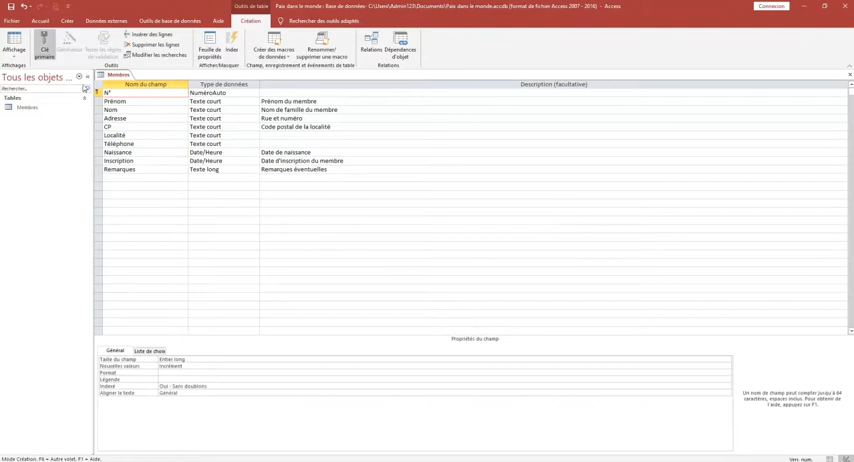 Outils de table
Paix dans le monde : Base de données- C:\Users\Admin123\Documents\Paix dans le monde.accdb (format de fichier Access 2007 - 2016) - Access
Connexion
Fichier Accueil Créer Données externes Outils de base de données Aide Création Rechercher des outils adaptés
Affichage
Clé primaire
Générateur
Tester les règles de validation
Insérer des lignes
Supprimer les lignes
Modifier les recherches
Feuille de propriétés
Index
Créer des macros de données
Renommer/ supprimer une macro
Relations
Dépendances d'objet
Affichages Outils Afficher/Masquer Champ, enregistrement et événements de table Relations
Tous les objets ...
Rechercher...
Tables
Membres
Membres
Nom du champ Type de données Description (facultative)
N° NuméroAuto
Prénom Texte court Prénom du membre
Nom Texte court Nom de famille du membre
Adresse Texte court Rue et numéro
CP Texte court Code postal de la localité
Localité Texte court
Téléphone Texte court
Naissance Date/Heure Date de naissance
Inscription Date/Heure Date d'inscription du membre
Remarques Texte long Remarques éventuelles
Propriétés du champ
Général Liste de choix
Taille du champ Entier long
Nouvelles valeurs Incrément
Format
Légende
Indexé Oui - Sans doublons
Aligner le texte Général
Un nom de champ peut compter jusqu'à 64
caractères, espaces inclus. Pour obtenir de
l'aide, appuyez sur F1.
Mode Création. F6 = Autre volet. F1 = Aide.
Verr. num.